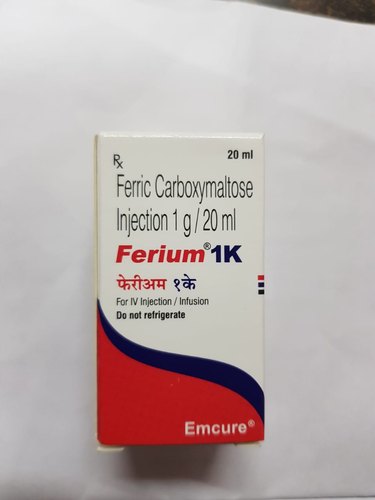 Rx
20 ml
Ferric Carboxymaltose
Injection 1 g / 20 ml
Ferium® 1K
फेरीअम १के
For IV Injection / Infusion
Do not refrigerate
Emcure®